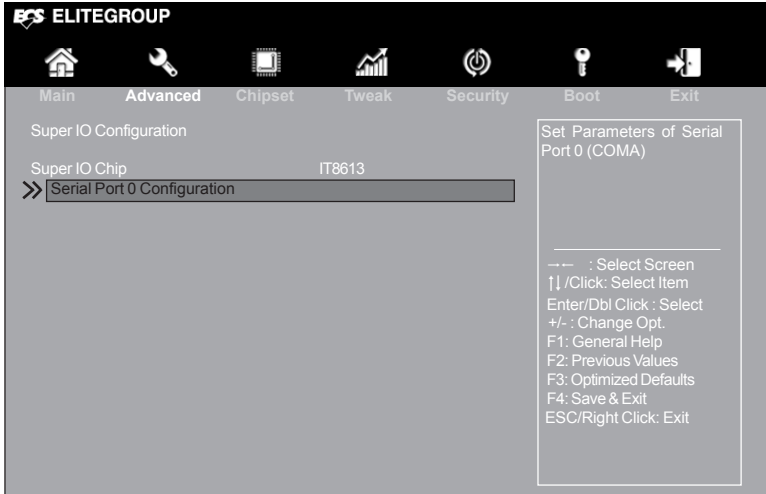 ECS ELITEGROUP
Main Advanced Chipset Tweak Security Boot Exit
Super IO Configuration
Super IO Chip IT8613
Serial Port 0 Configuration
Set Parameters of Serial
Port 0 (COMA)
→← : Select Screen
↑↓/Click: Select Item
Enter/Dbl Click : Select
+/- : Change Opt.
F1: General Help
F2: Previous Values
F3: Optimized Defaults
F4: Save & Exit
ESC/Right Click: Exit